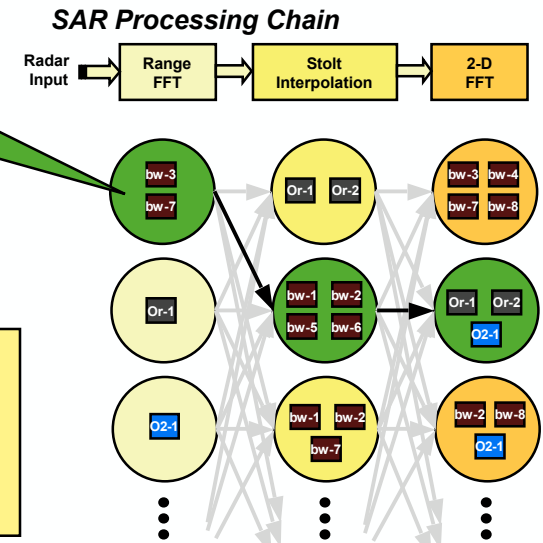 SAR Processing Chain
Radar
Input
Range
FFT
Stolt
Interpolation
2-D
FFT
bw-3
bw-7
Or-1 Or-2
bw-3 bw-4
bw-7 bw-8
Or-1
bw-1 bw-2
bw-5 bw-6
Or-1 Or-2
O2-1
O2-1
bw-1 bw-2
bw-7
bw-2 bw-8
O2-1